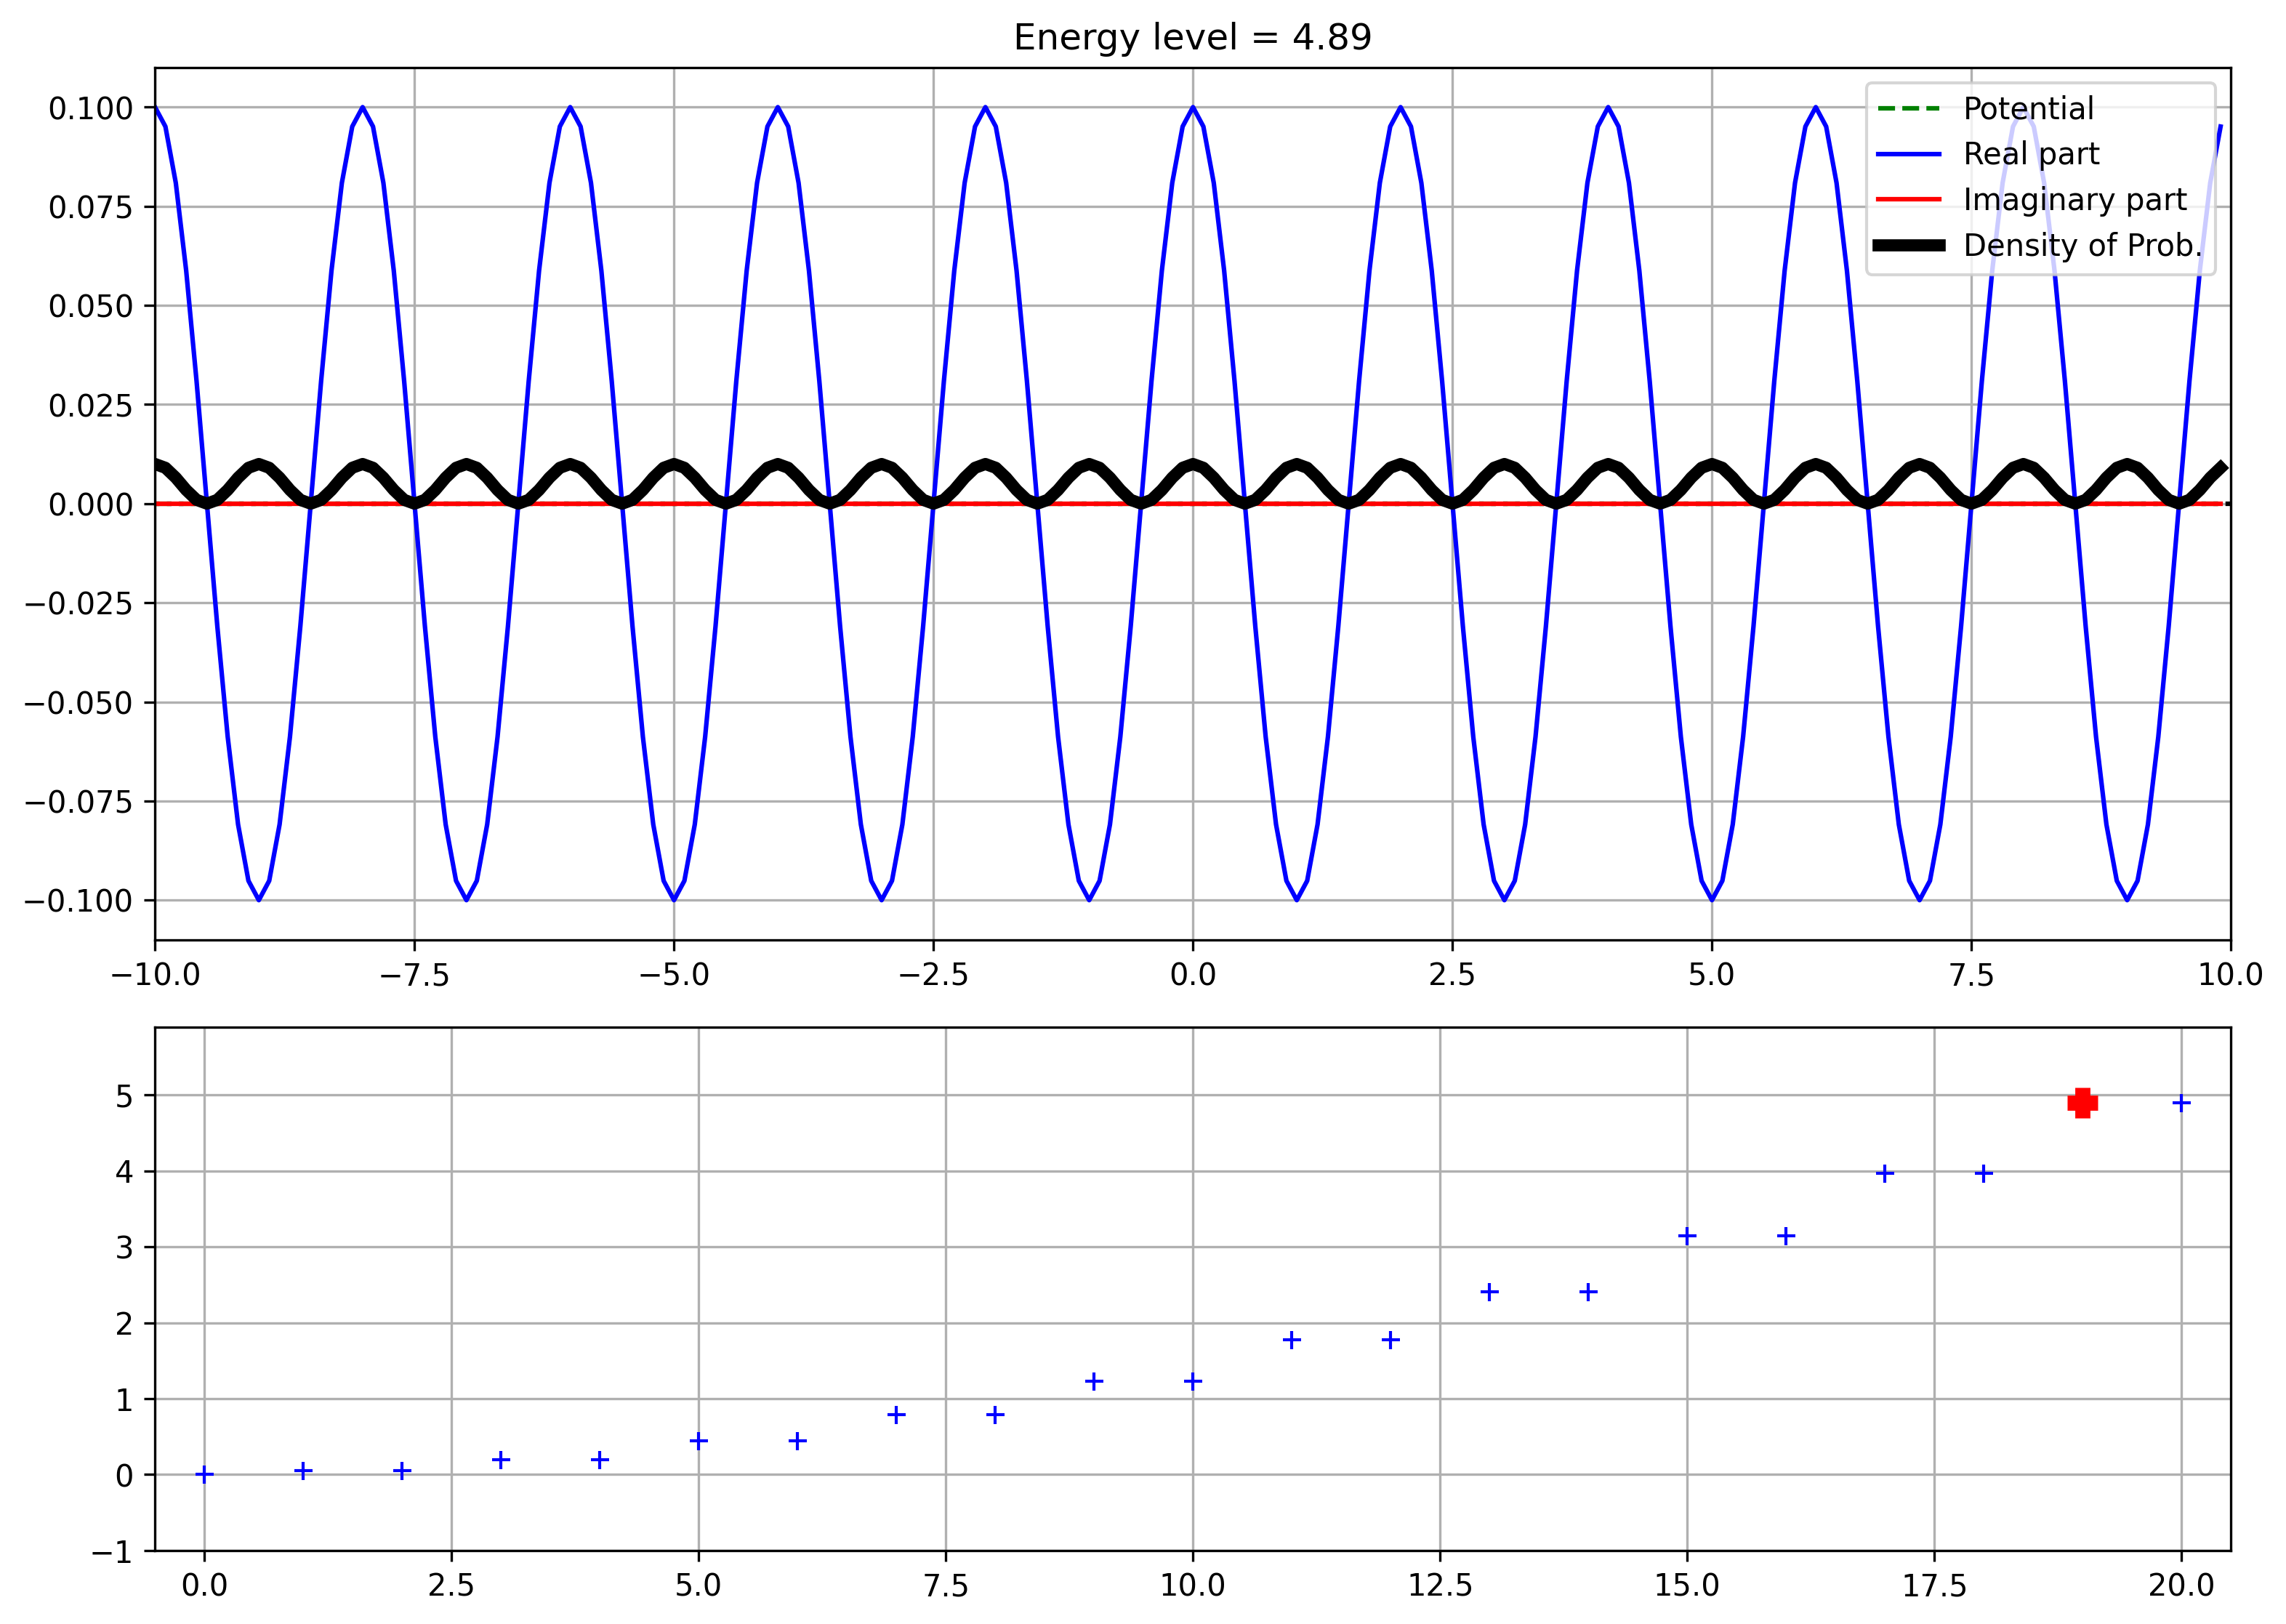 Energy level = 4.89
0.100
0.075
0.050
0.025
0.000
−0.025
−0.050
−0.075
−0.100
Potential
Real part
Imaginary part
Density of Prob.
−10.0 −7.5 −5.0 −2.5 0.0 2.5 5.0 7.5 10.0
5
4
3
2
1
0
−1
0.0 2.5 5.0 7.5 10.0 12.5 15.0 17.5 20.0